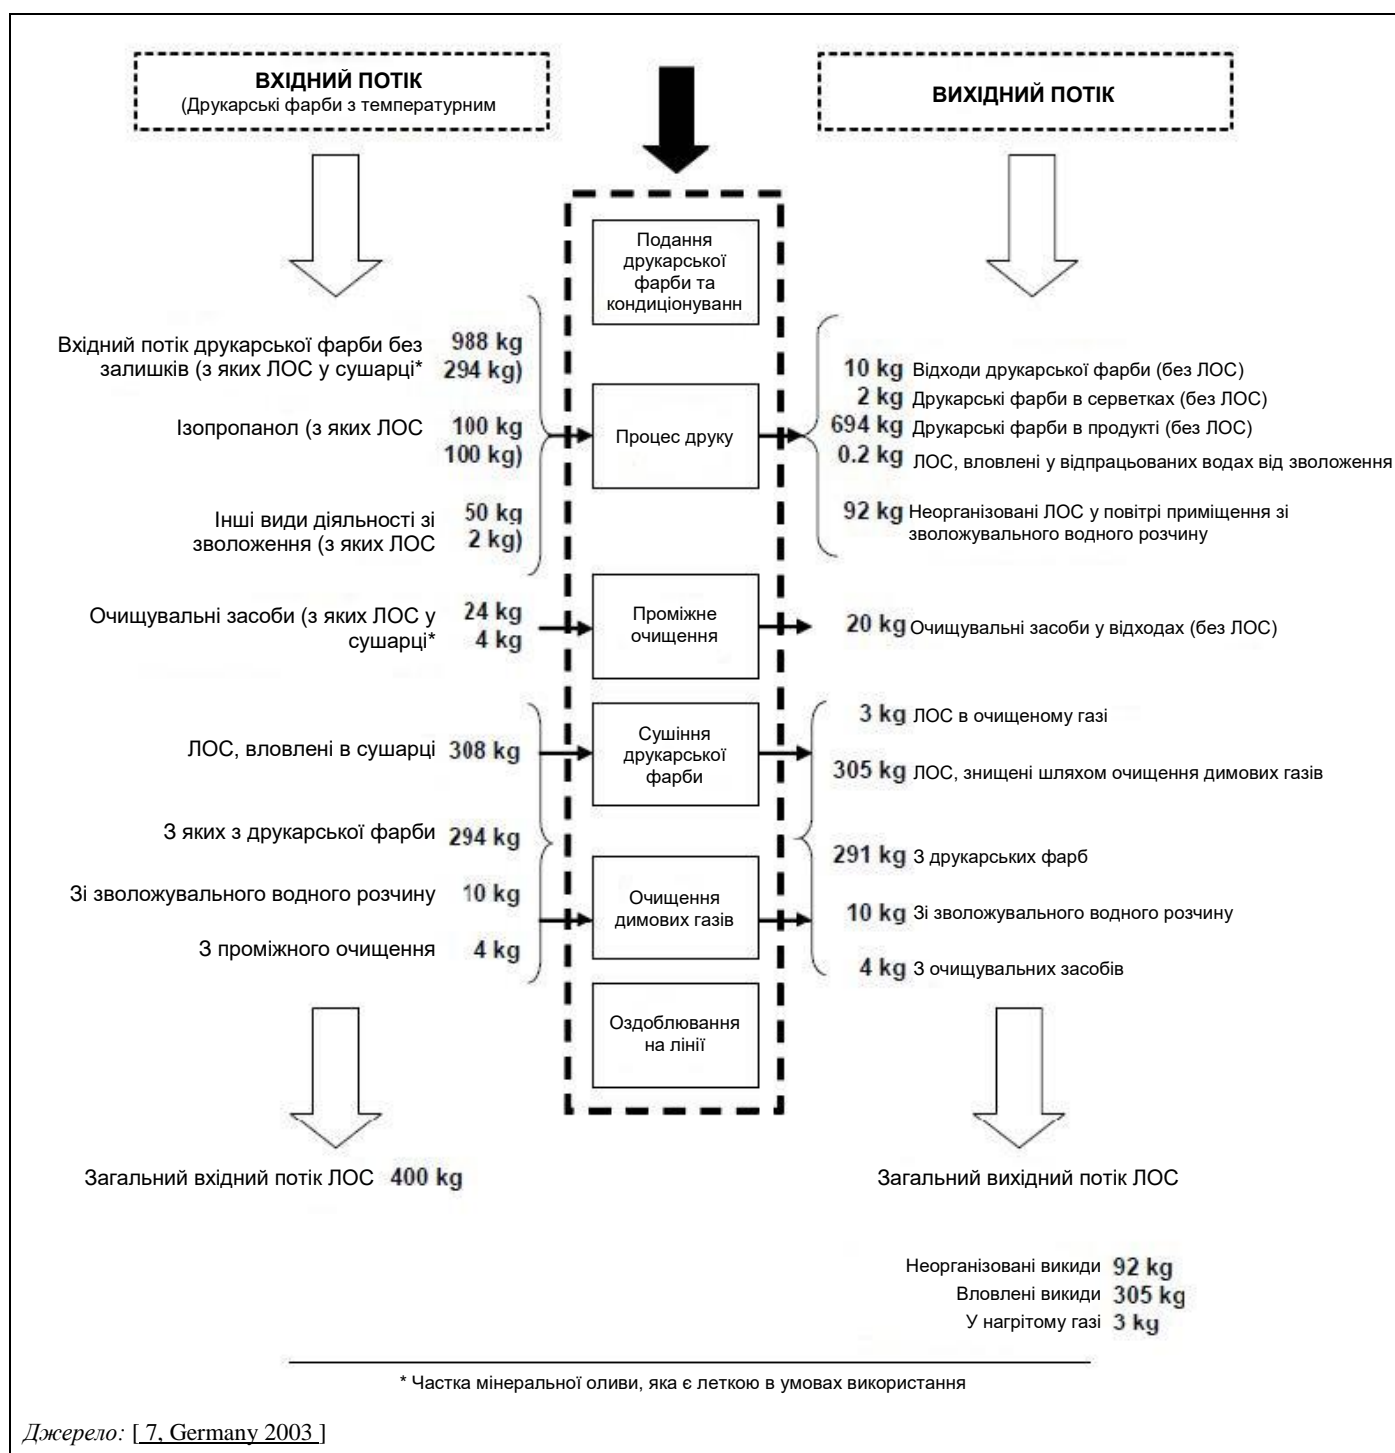 ВХІДНИЙ ПОТІК
(Друкарські фарби з температурним
ВИХІДНИЙ ПОТІК
Подання
друкарської
фарби та
кондиціонуванн
Вхідний потік друкарської фарби без
залишків (з яких ЛОС у сушарці*
988 kg
294 kg)
Ізопропанол (з яких ЛОС
100 kg
100 kg)
Інші види діяльності зі
зволоження (з яких ЛОС
50 kg
2 kg)
Процес друку
10 kg Відходи друкарської фарби (без ЛОС)
2 kg Друкарські фарби в серветках (без ЛОС)
694 kg Друкарські фарби в продукті (без ЛОС)
0.2 kg ЛОС, вловлені у відпрацьованих водах від зволоження
92 kg Неорганізовані ЛОС у повітрі приміщення зі
зволожувального водного розчину
Очищувальні засоби (з яких ЛОС у
сушарці*
24 kg
4 kg
Проміжне
очищення
20 kg Очищувальні засоби у відходах (без ЛОС)
ЛОС, вловлені в сушарці 308 kg
З яких з друкарської фарби 294 kg
Зі зволожувального водного розчину 10 kg
З проміжного очищення 4 kg
Сушіння
друкарської
фарби
Очищення
димових газів
3 kg ЛОС в очищеному газі
305 kg ЛОС, знищені шляхом очищення димових газів
291 kg З друкарських фарб
10 kg Зі зволожувального водного розчину
4 kg З очищувальних засобів
Оздоблювання
на лінії
Загальний вхідний потік ЛОС 400 kg
Загальний вихідний потік ЛОС
Неорганізовані викиди 92 kg
Вловлені викиди 305 kg
У нагрітому газі 3 kg
* Частка мінеральної оливи, яка є леткою в умовах використання
Джерело: [ 7, Germany 2003 ]